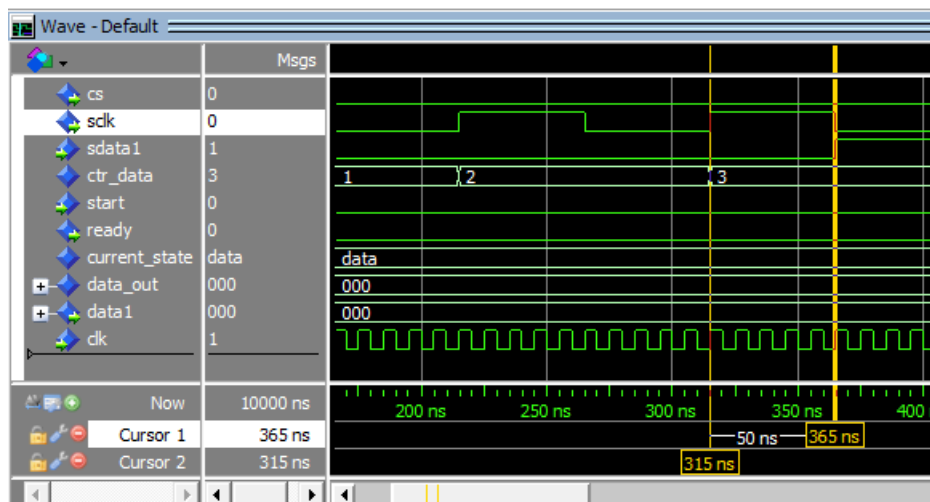 Wave - Default
Msgs
cs 0
sclk 0
sdata1 1
ctr_data 3 1 2 3
start 0
ready 0
current_state data data
data_out 000 000
data1 000 000
clk 1
Now 10000 ns 200 ns 250 ns 300 ns 350 ns 400
Cursor 1 365 ns 50 ns 365 ns
Cursor 2 315 ns 315 ns